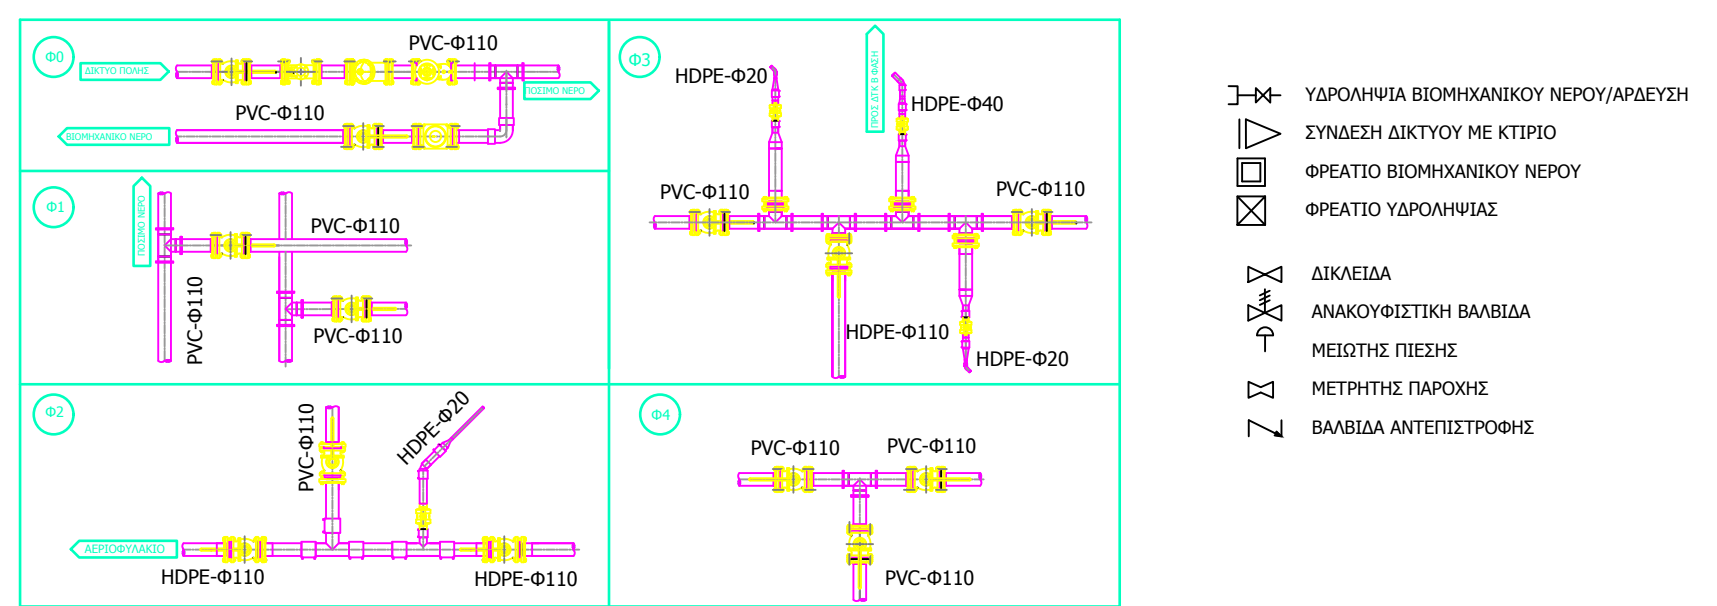 Φ0
ΔΙΚΤΥΟ ΠΟΛΗΣ
PVC-Φ110
ΠΟΣΙΜΟ ΝΕΡΟ
PVC-Φ110
ΒΙΟΜΗΧΑΝΙΚΟ ΝΕΡΟ
Φ1
ΠΟΣΙΜΟ ΝΕΡΟ
PVC-Φ110
PVC-Φ110
PVC-Φ110
Φ2
PVC-Φ110
HDPE-Φ20
ΑΕΡΙΟΦΥΛΑΚΙΟ
HDPE-Φ110
HDPE-Φ110
Φ3
ΠΡΟΣ ΔΤΓΚ Β ΦΑΣΗ
HDPE-Φ20
HDPE-Φ40
PVC-Φ110
PVC-Φ110
HDPE-Φ110
HDPE-Φ20
Φ4
PVC-Φ110
PVC-Φ110
PVC-Φ110
ΥΔΡΟΛΗΨΙΑ ΒΙΟΜΗΧΑΝΙΚΟΥ ΝΕΡΟΥ/ΑΡΔΕΥΣΗ
ΣΥΝΔΕΣΗ ΔΙΚΤΥΟΥ ΜΕ ΚΤΙΡΙΟ
ΦΡΕΑΤΙΟ ΒΙΟΜΗΧΑΝΙΚΟΥ ΝΕΡΟΥ
ΦΡΕΑΤΙΟ ΥΔΡΟΛΗΨΙΑΣ
ΔΙΚΛΕΙΔΑ
ΑΝΑΚΟΥΦΙΣΤΙΚΗ ΒΑΛΒΙΔΑ
ΜΕΙΩΤΗΣ ΠΙΕΣΗΣ
ΜΕΤΡΗΤΗΣ ΠΑΡΟΧΗΣ
ΒΑΛΒΙΔΑ ΑΝΤΕΠΙΣΤΡΟΦΗΣ